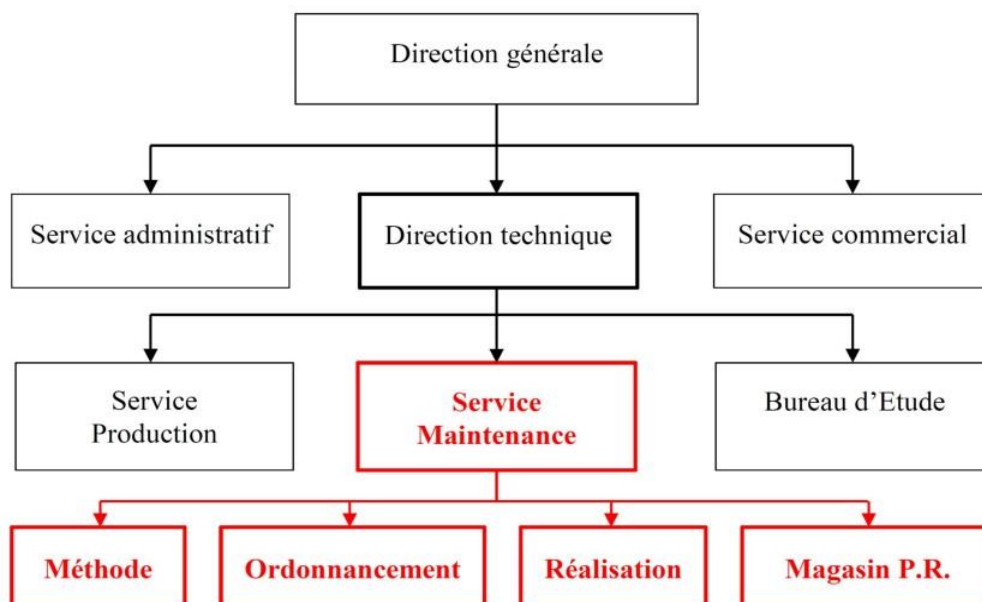 Direction générale
Service administratif
Direction technique
Service commercial
Service
Production
Service
Maintenance
Bureau d'Etude
Méthode
Ordonnancement
Réalisation
Magasin P.R.